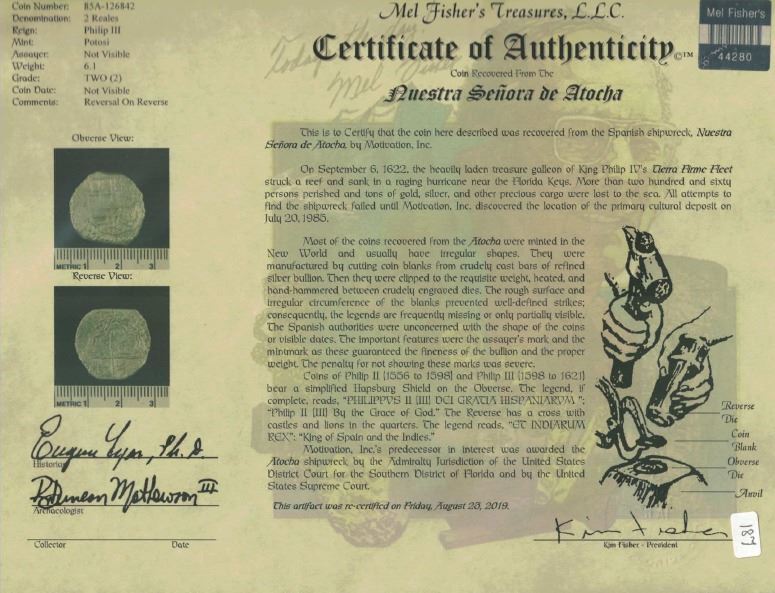 Coin Number: 85A-126842
Denomination: 2 Reales
Reign: Philip III
Mint: Potosi
Assayer: Not Visible
Weight: 6.1
Grade: TWO (2)
Coin Date: Not Visible
Comments: Reversal On Reverse
Mel Fisher's Treasures, L.L.C.
Certificate of Authenticity ©™
Coin Recovered From The
Nuestra Señora de Atocha
Mel Fisher's
44280
Today
Mel
Obverse View:
METRIC 1 2 3
Reverse View:
METRIC 1 2 3
This is to Certify that the coin here described was recovered from the Spanish shipwreck, Nuestra
Señora de Atocha, by Motivation, Inc.
On September 6, 1622, the heavily laden treasure galleon of King Philip IV's Tierra Firme Fleet
struck a reef and sank in a raging hurricane near the Florida Keys. More than two hundred and sixty
persons perished and tons of gold, silver, and other precious cargo were lost to the sea. All attempts to
find the shipwreck failed until Motivation, Inc. discovered the location of the primary cultural deposit on
July 20, 1985.
Most of the coins recovered from the Atocha were minted in the
New World and usually have irregular shapes. They were
manufactured by cutting coin blanks from crudely cast bars of refined
silver bullion. Then they were clipped to the requisite weight, heated, and
hand-hammered between crudely engraved dies. The rough surface and
irregular circumference of the blanks prevented well-defined strikes;
consequently, the legends are frequently missing or only partially visible.
The Spanish authorities were unconcerned with the shape of the coins
or visible dates. The important features were the assayer's mark and the
mintmark as these guaranteed the fineness of the bullion and the proper
weight. The penalty for not showing these marks was severe.
Coins of Philip II [1556 to 1598] and Philip III [1598 to 1621]
bear a simplified Hapsburg Shield on the Obverse. The legend, if
complete, reads, "PHILIPPVS II [III] DEI GRATIA HISPANIARVM ";
"Philip II [III] By the Grace of God." The Reverse has a cross with
castles and lions in the quarters. The legend reads, "ET INDIARUM
REX": "King of Spain and the Indies."
Motivation, Inc.'s predecessor in interest was awarded the
Atocha shipwreck by the Admiralty Jurisdiction of the United States
District Court for the Southern District of Florida and by the United
States Supreme Court.
This artifact was re-certified on Friday, August 23, 2019.
Reverse
Die
Coin
Blank
Obverse
Die
Anvil
Eugene Lyon, Ph.D.
Historian
R. Duncan Mathewson III
Archaeologist
Collector Date
Kim Fisher
Kim Fisher - President
187